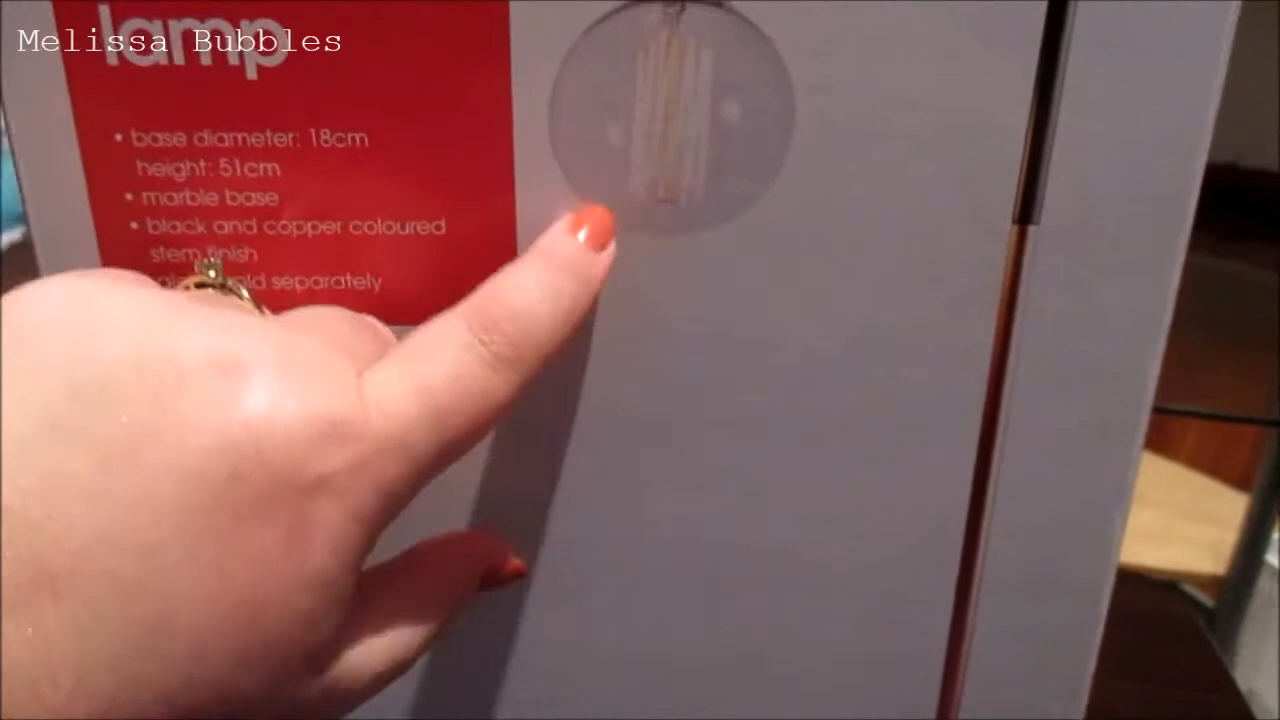 Melissa Bubbles
lamp
• base diameter: 18cm
height: 51cm
• marble base
• black and copper coloured
stem finish
sold separately